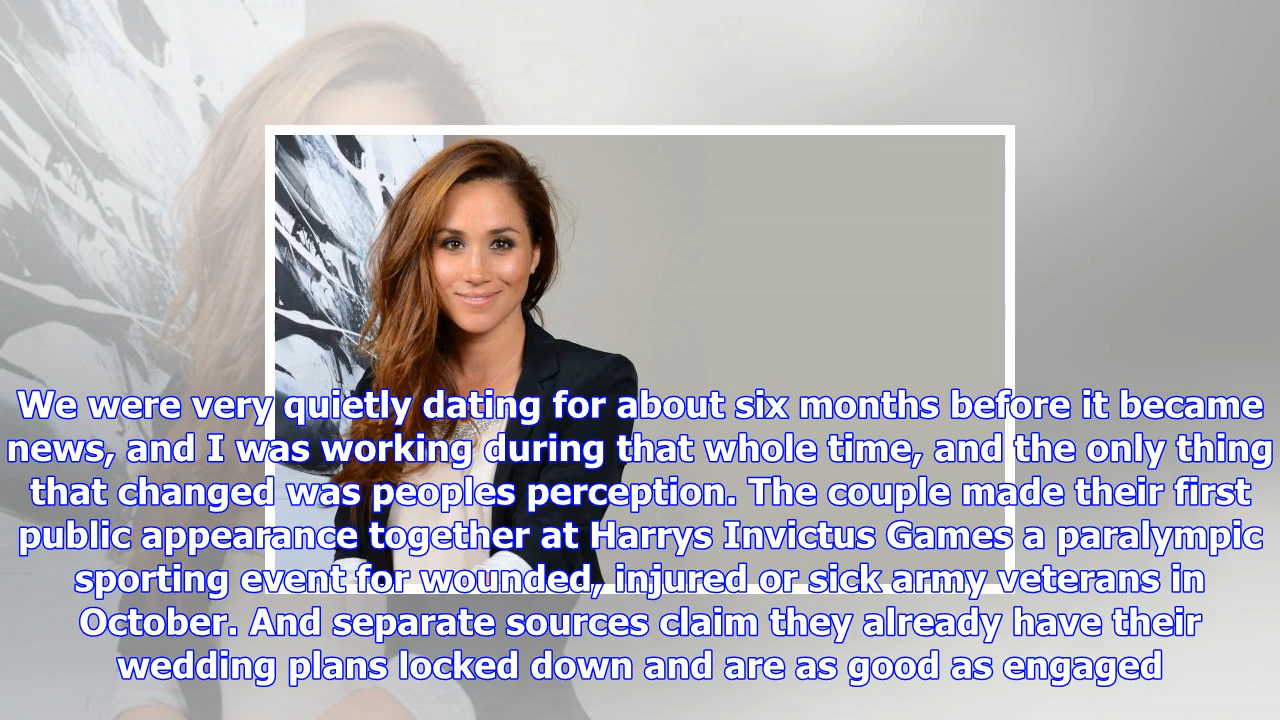 We were very quietly dating for about six months before it became
news, and I was working during that whole time, and the only thing
that changed was peoples perception. The couple made their first
public appearance together at Harrys Invictus Games a paralympic
sporting event for wounded, injured or sick army veterans in
October. And separate sources claim they already have their
wedding plans locked down and are as good as engaged